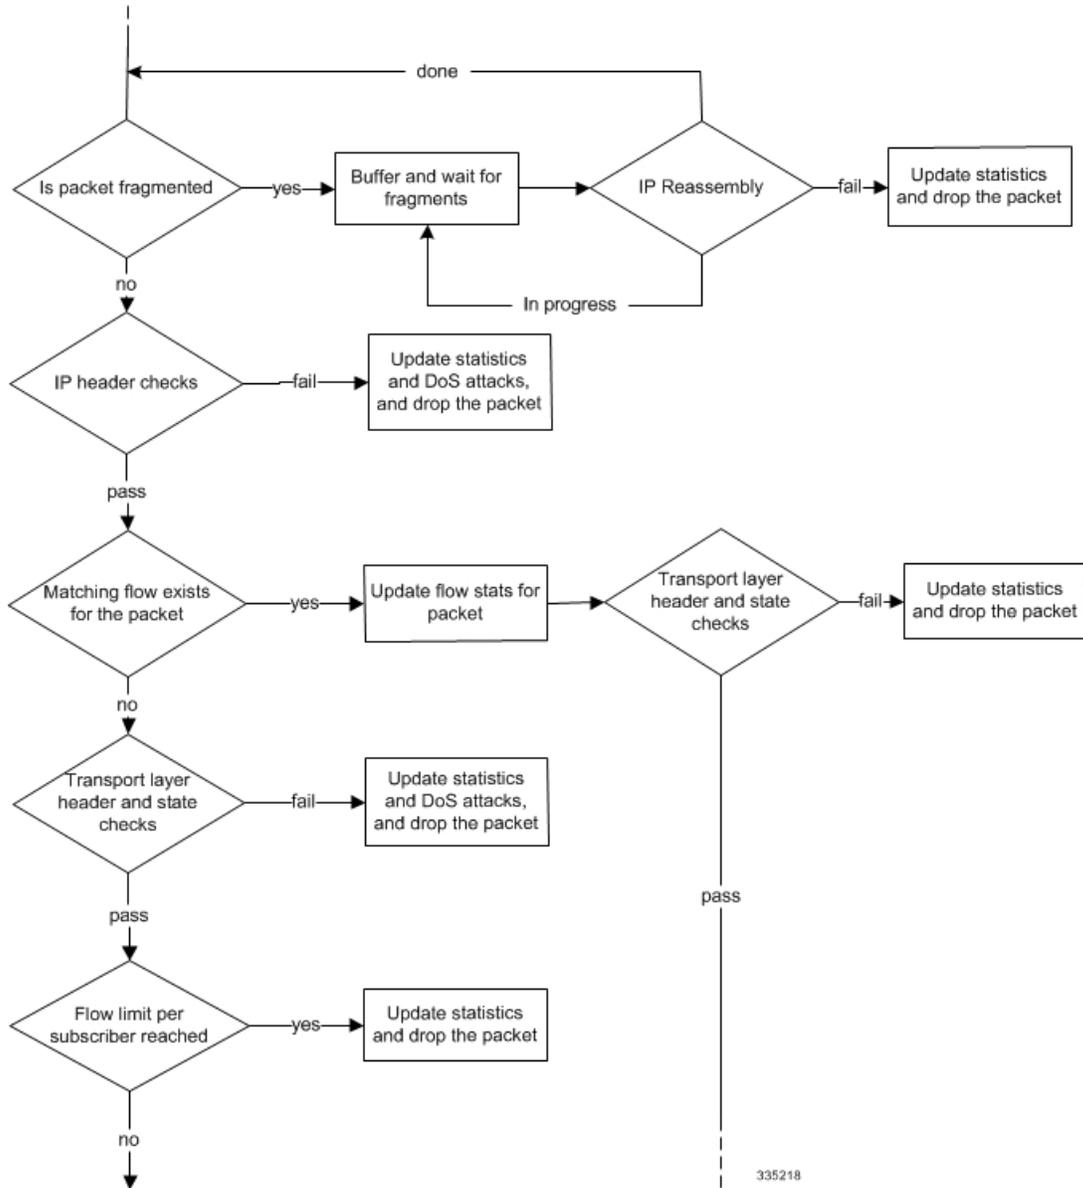 done
Is packet fragmented
yes
Buffer and wait for
fragments
IP Reassembly
fail
Update statistics
and drop the packet
no
In progress
IP header checks
fail
Update statistics
and DoS attacks,
and drop the packet
pass
Matching flow exists
for the packet
yes
Update flow stats for
packet
Transport layer
header and state
checks
fail
Update statistics
and drop the packet
no
Transport layer
header and state
checks
fail
Update statistics
and DoS attacks,
and drop the packet
pass
pass
Flow limit per
subscriber reached
yes
Update statistics
and drop the packet
no
335218